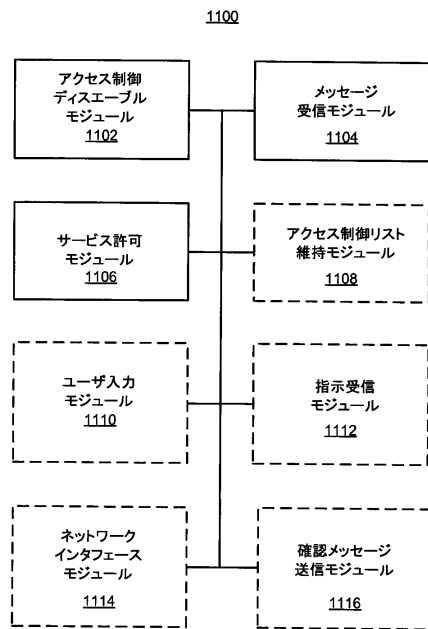 1100
アクセス制御
ディスエーブル
モジュール
1102
メッセージ
受信モジュール
1104
サービス許可
モジュール
1106
アクセス制御リスト
維持モジュール
1108
ユーザ入力
モジュール
1110
指示受信
モジュール
1112
ネットワーク
インタフェース
モジュール
1114
確認メッセージ
送信モジュール
1116